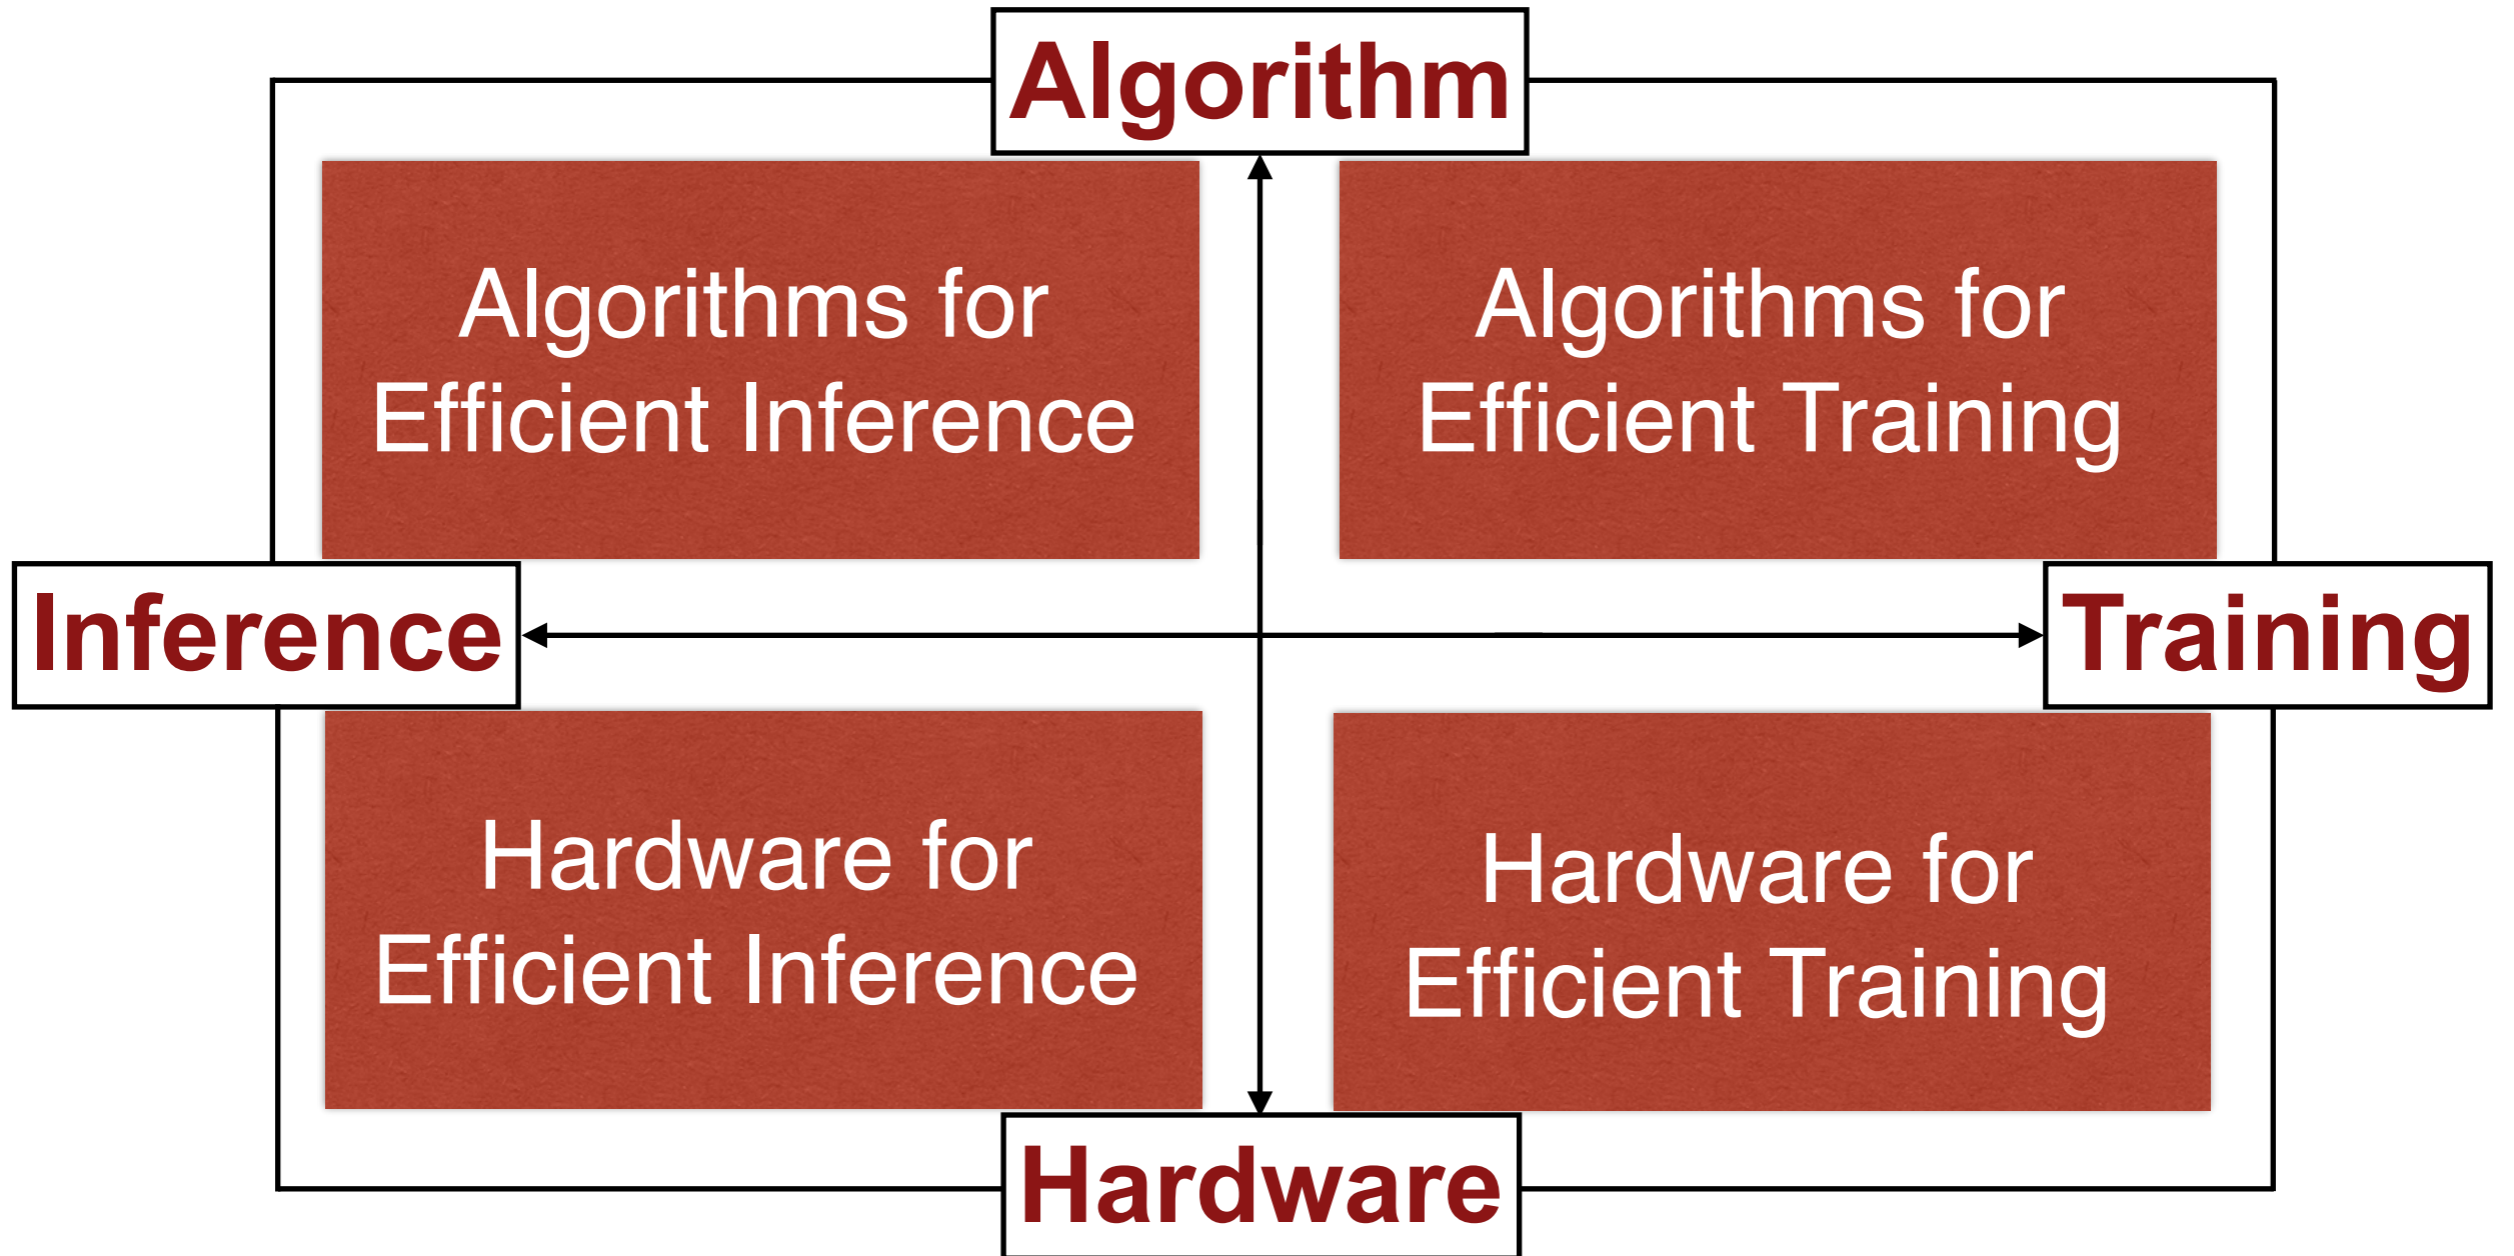 Algorithm
Algorithms for
Efficient Inference
Algorithms for
Efficient Training
Inference
Training
Hardware for
Efficient Inference
Hardware for
Efficient Training
Hardware